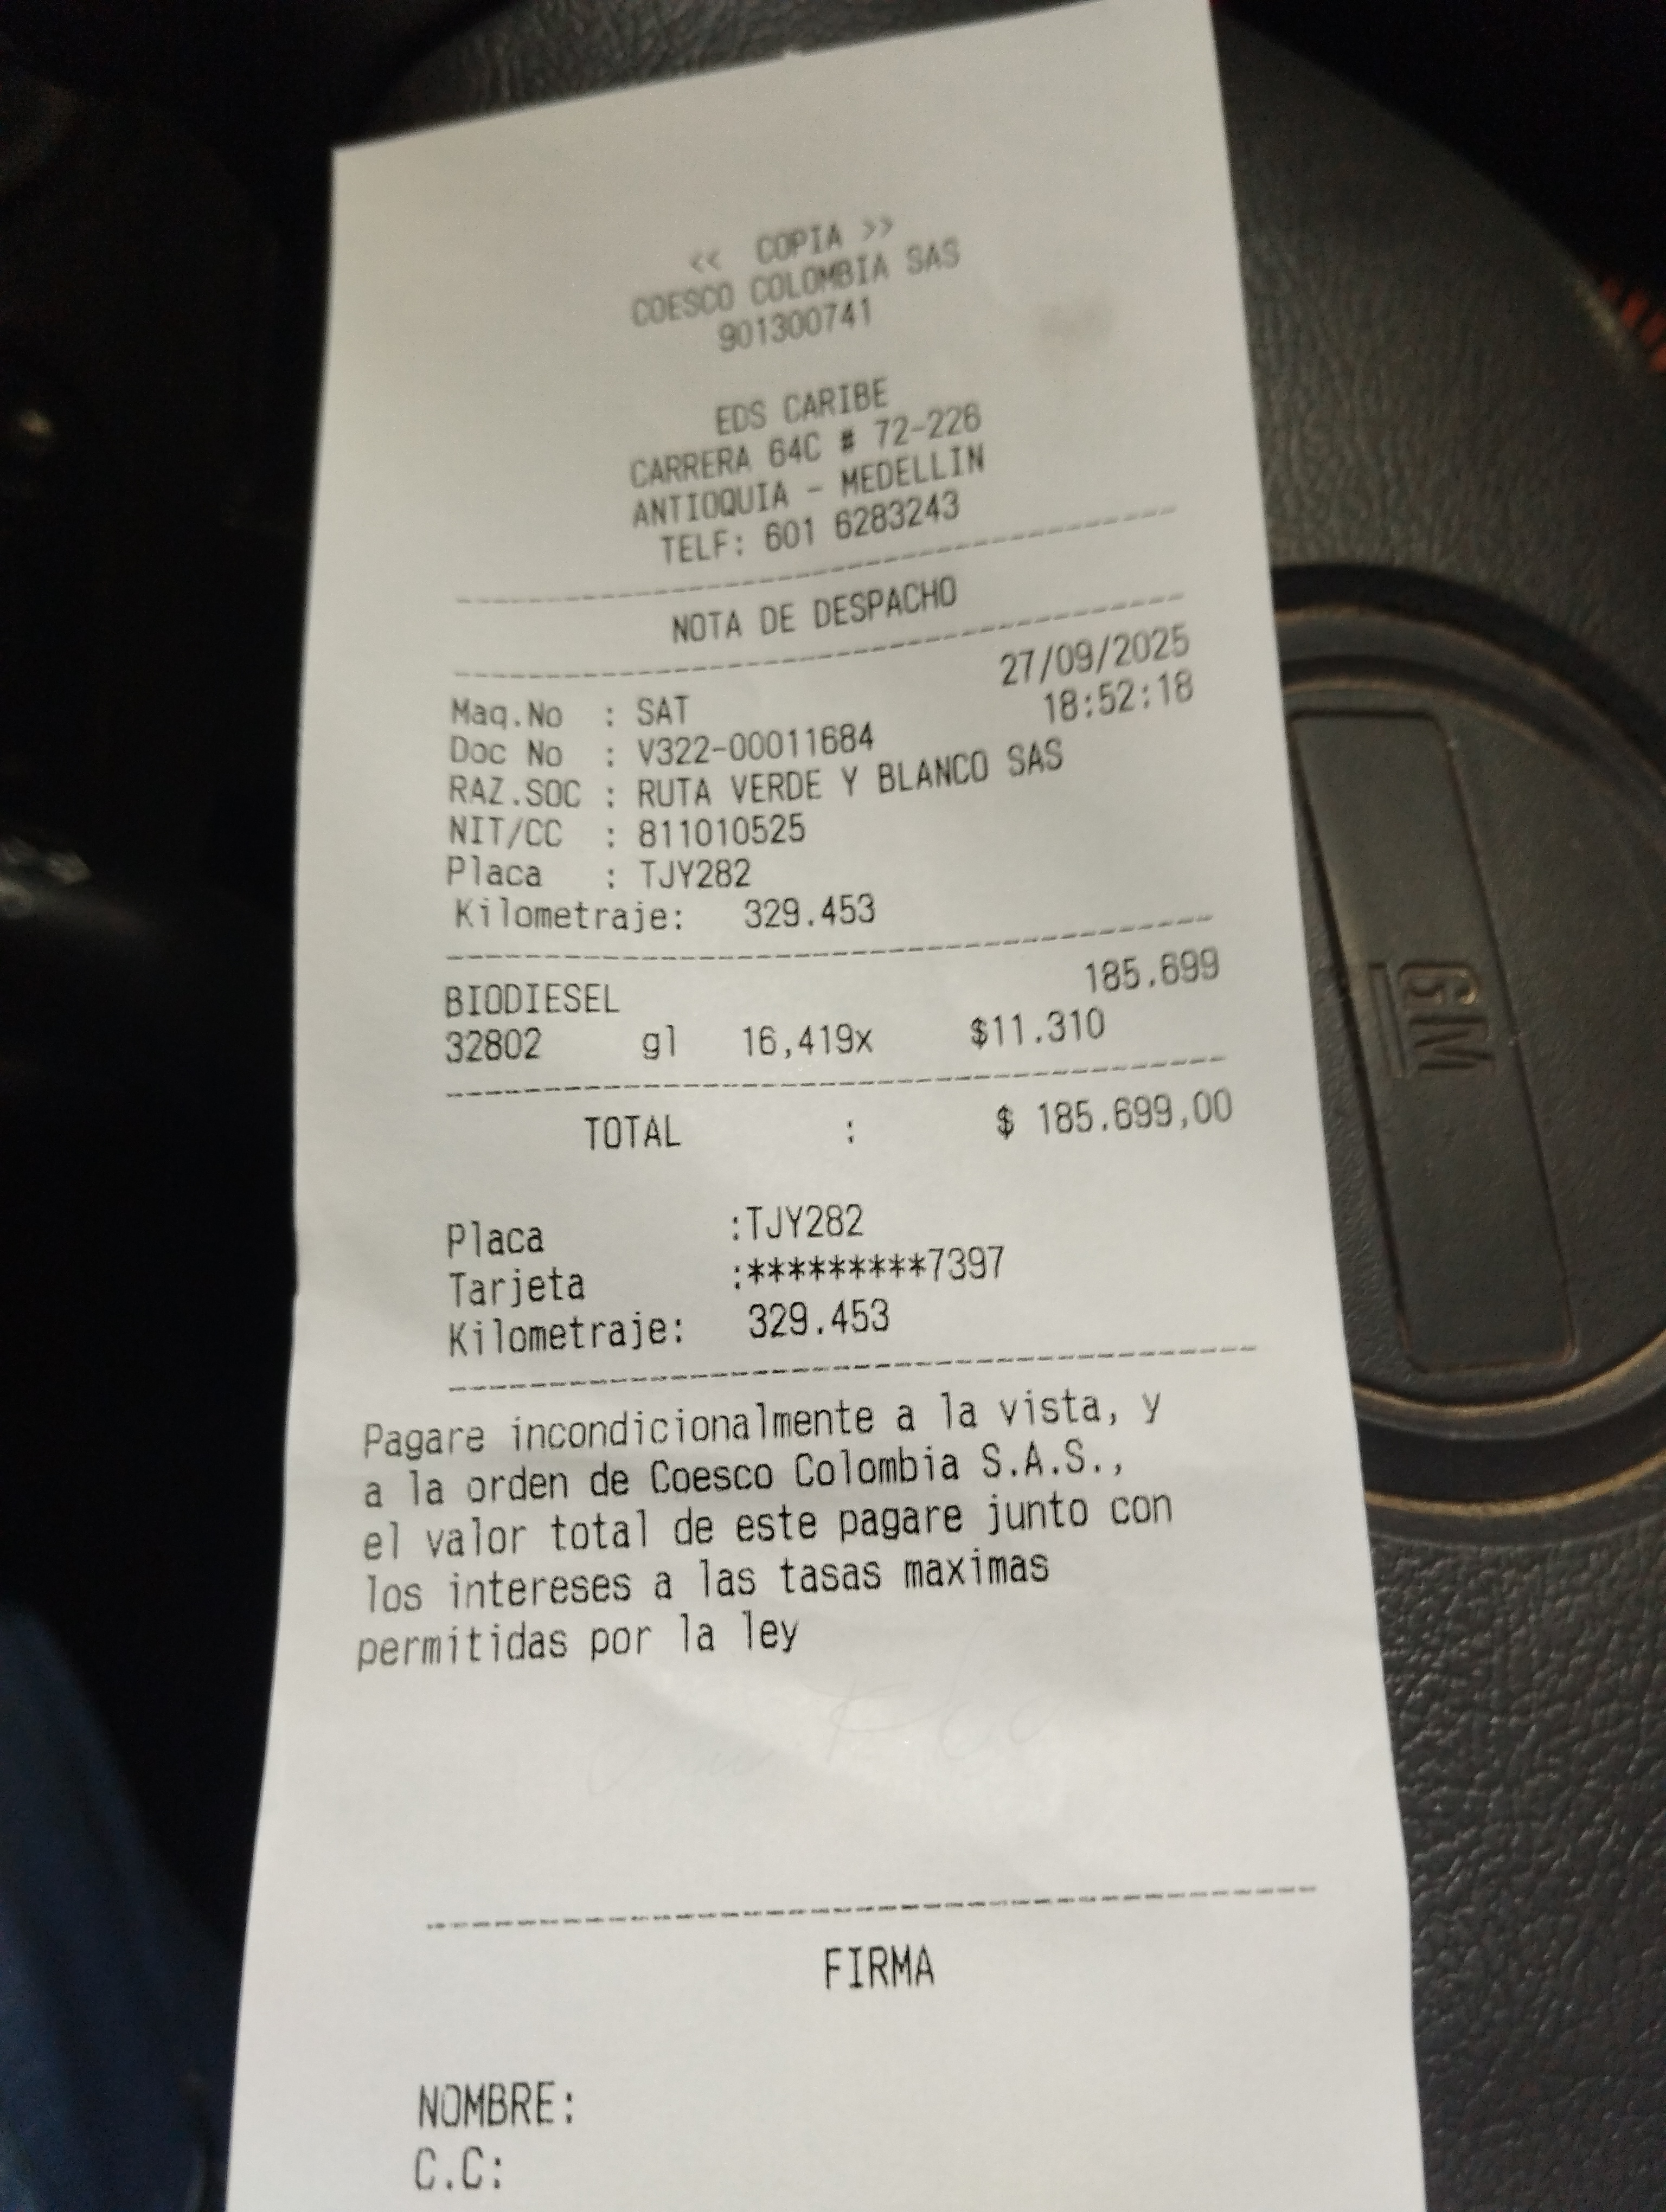 << COPIA >>
COESCO COLOMBIA SAS
901300741
EDS CARIBE
CARRERA 64C # 72-226
ANTIOQUIA - MEDELLIN
TELF: 601 6283243
NOTA DE DESPACHO
27/09/2025
Maq.No : SAT 18:52:18
Doc No : V322-00011684
RAZ.SOC : RUTA VERDE Y BLANCO SAS
NIT/CC : 811010525
Placa : TJY282
Kilometraje: 329.453
BIODIESEL 185.699
32802 gl 16,419x $11.310
TOTAL : $ 185.699,00
Placa :TJY282
Tarjeta :*********7397
Kilometraje: 329.453
Pagare incondicionalmente a la vista, y
a la orden de Coesco Colombia S.A.S.,
el valor total de este pagare junto con
los intereses a las tasas maximas
permitidas por la ley
FIRMA
NOMBRE:
C.C:
GM